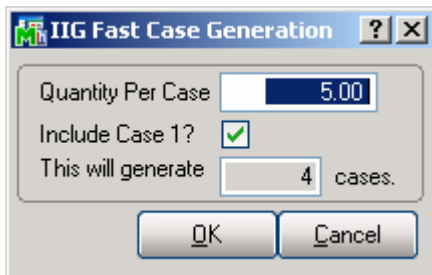 IIG Fast Case Generation
Quantity Per Case 5.00
Include Case 1?
This will generate 4 cases.
OK Cancel